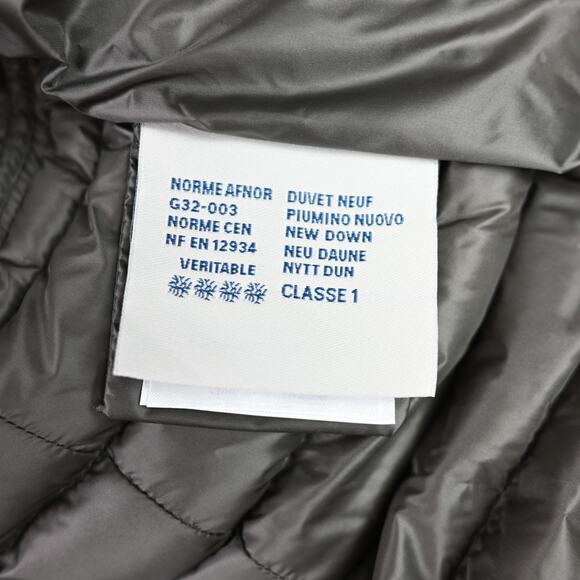 NORME AFNOR
G32-003
NORME CEN
NF EN 12934
VERITABLE
DUVET NEUF
PIUMINO NUOVO
NEW DOWN
NEU DAUNE
NYTT DUN
CLASSE 1